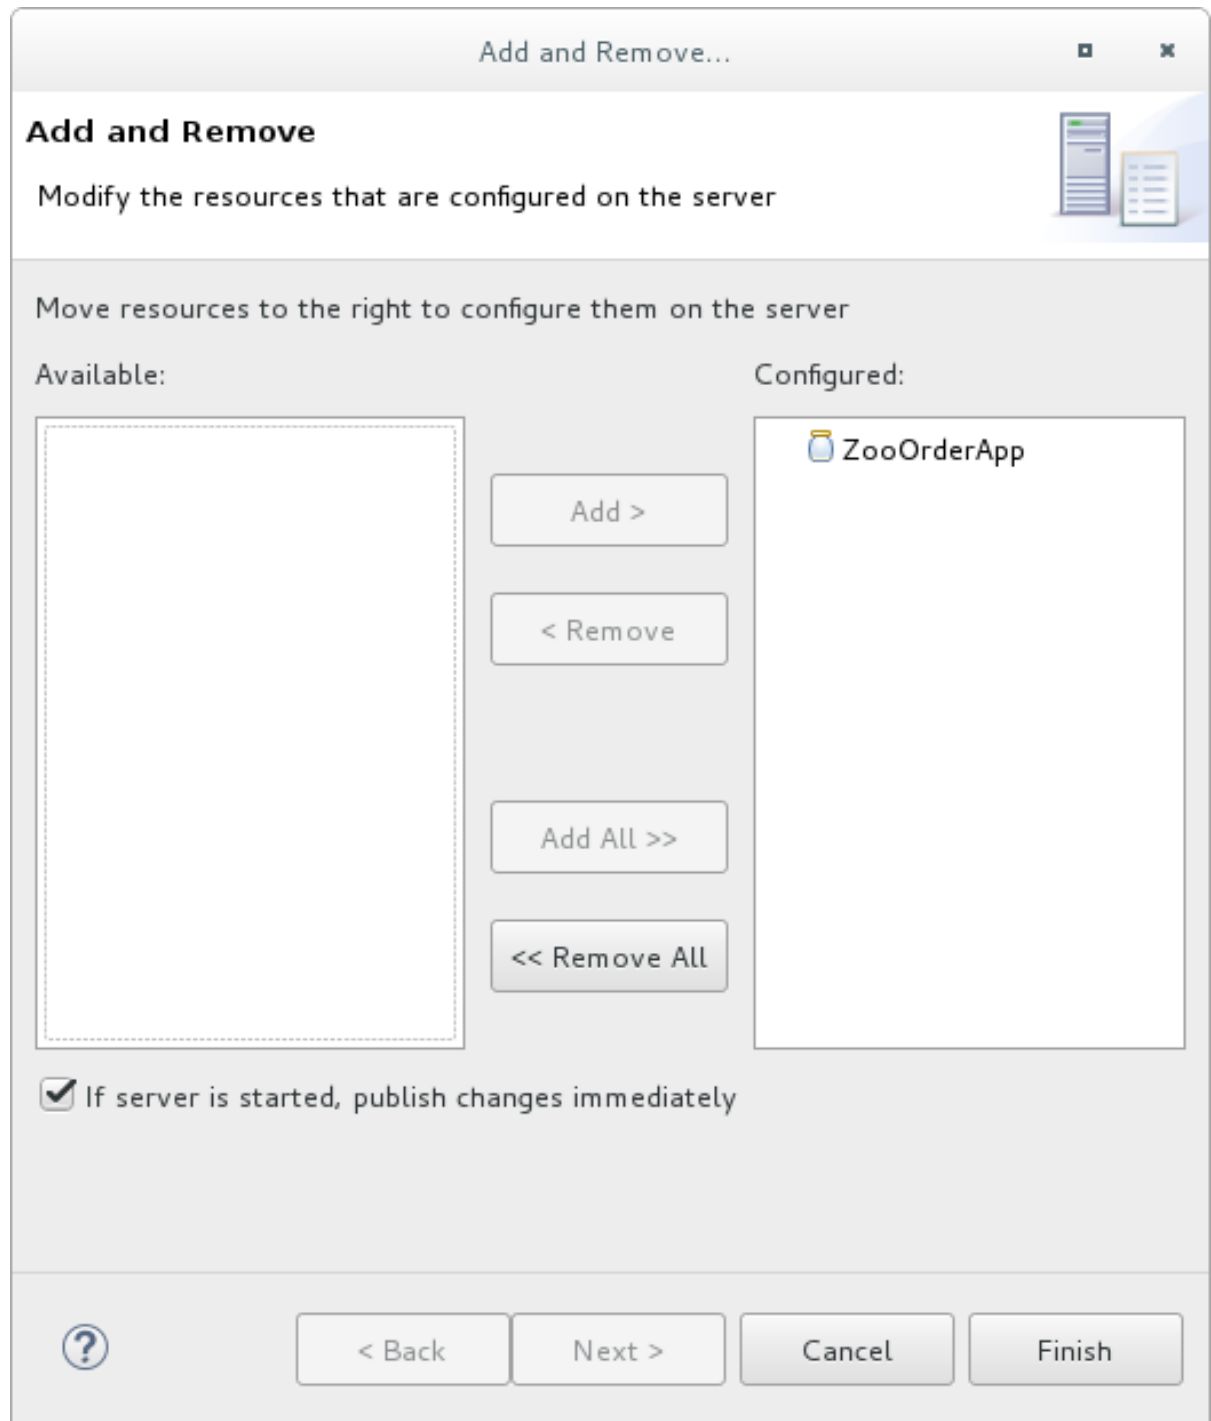 Add and Remove...
Add and Remove
Modify the resources that are configured on the server
Move resources to the right to configure them on the server
Available:
Configured:
ZooOrderApp
Add >
< Remove
Add All >>
<< Remove All
If server is started, publish changes immediately
?
< Back
Next >
Cancel
Finish